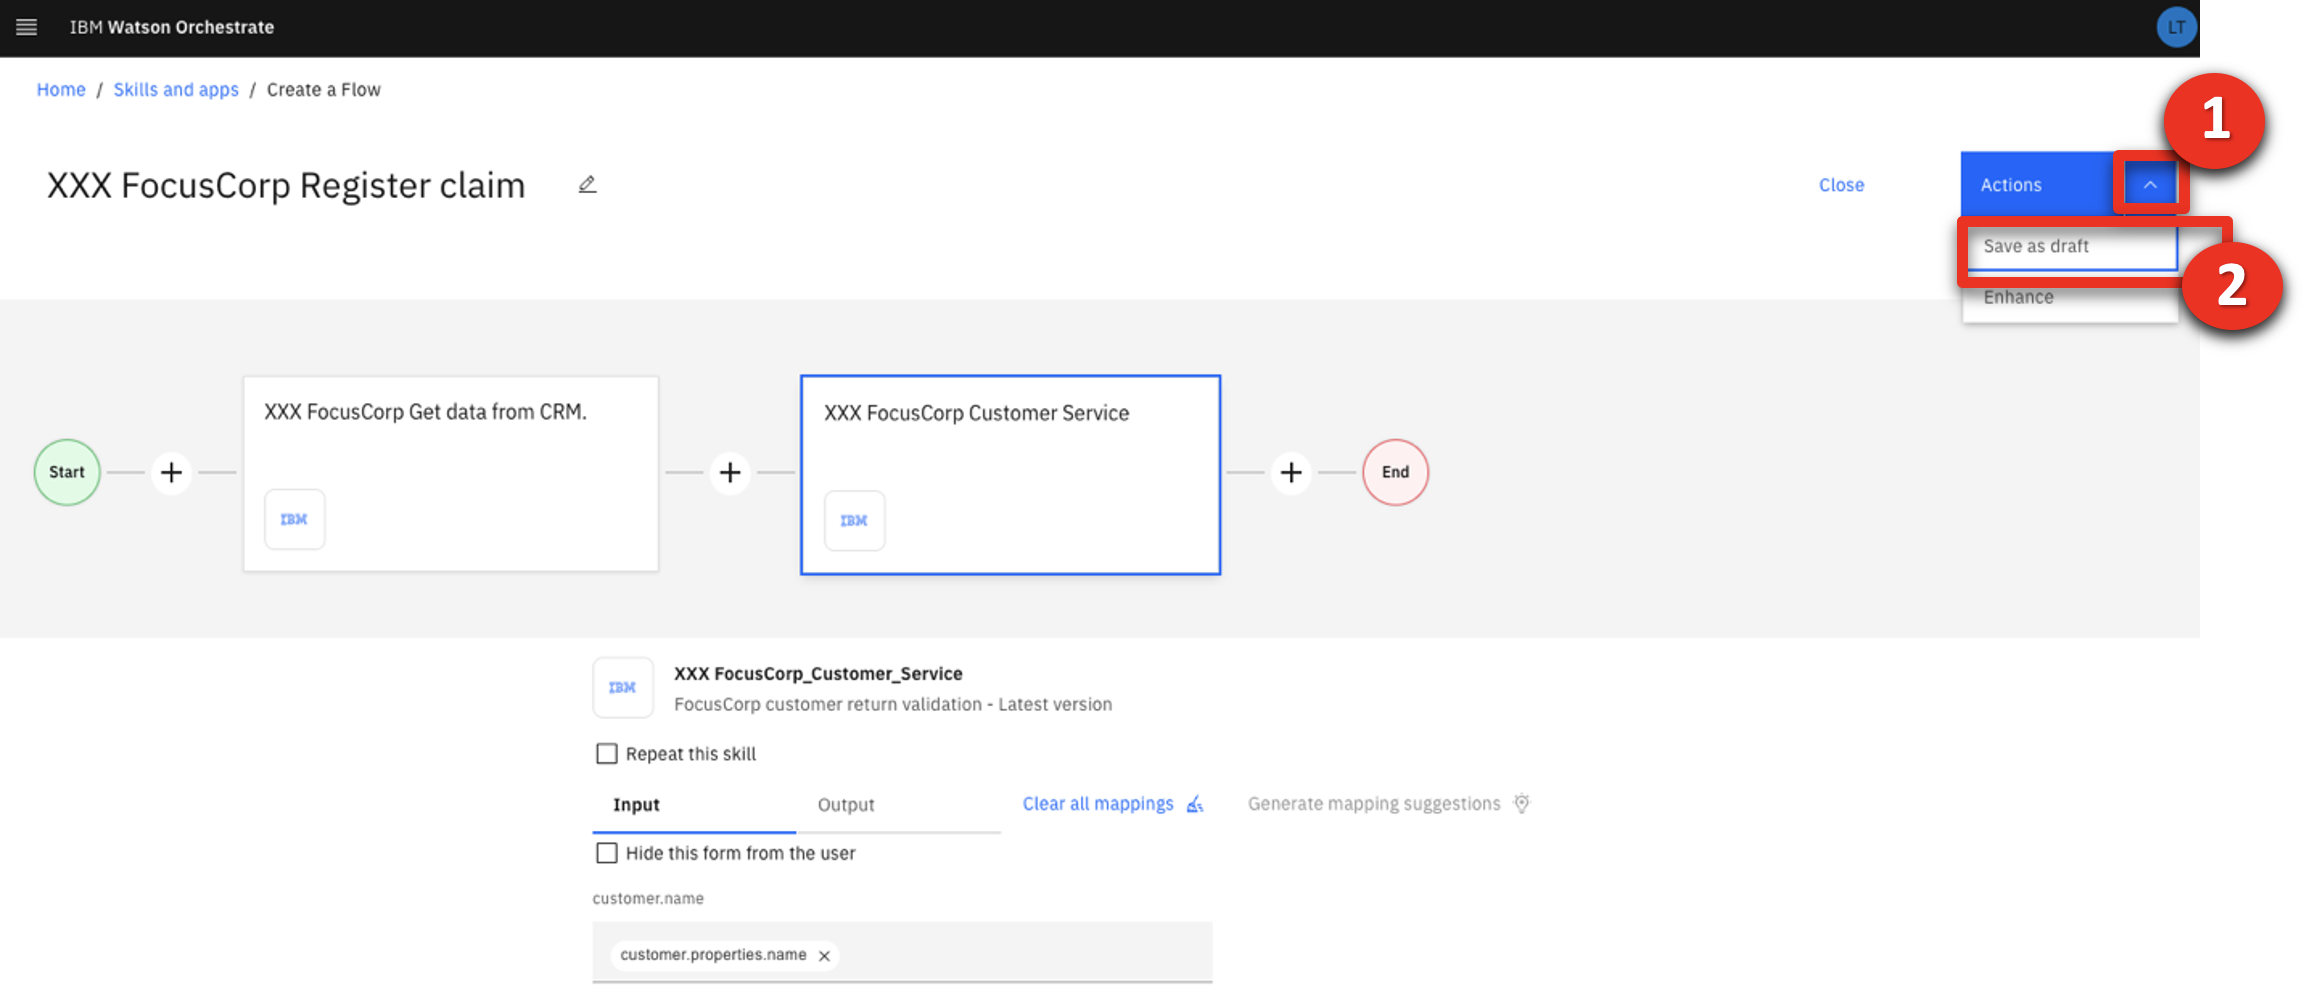 IBM Watson Orchestrate
LT
Home / Skills and apps / Create a Flow
1
XXX FocusCorp Register claim
Close
Actions
Save as draft
2
Enhance
XXX FocusCorp Get data from CRM.
XXX FocusCorp Customer Service
Start
End
IBM
IBM
IBM
XXX FocusCorp_Customer_Service
FocusCorp customer return validation - Latest version
Repeat this skill
Input
Output
Clear all mappings
Generate mapping suggestions
Hide this form from the user
customer.name
customer.properties.name